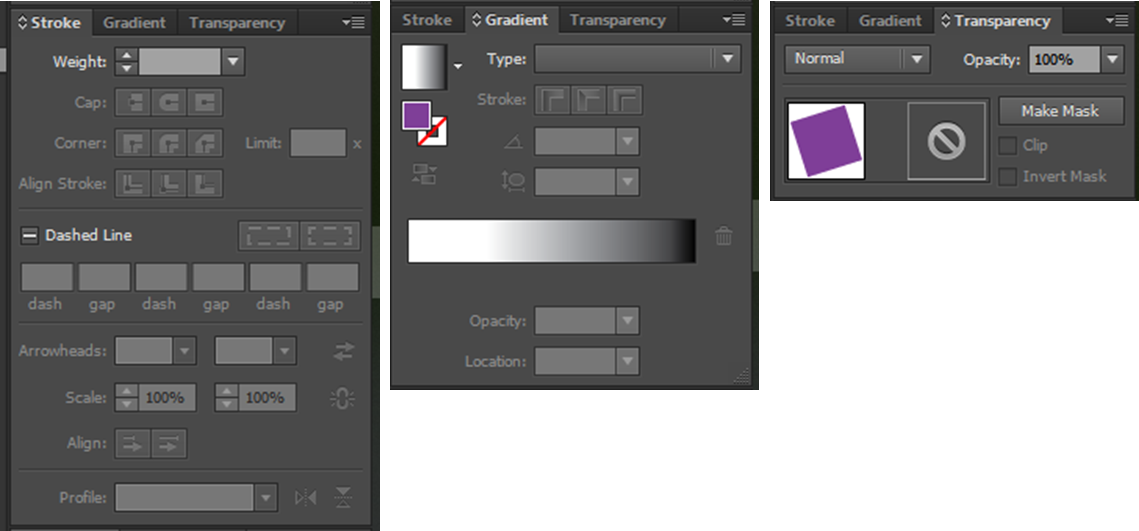 Stroke Gradient Transparency
Weight:
Cap:
Corner: Limit: x
Align Stroke:
Dashed Line
dash gap dash gap dash gap
Arrowheads:
Scale: 100% 100%
Align:
Profile:
Stroke Gradient Transparency
Type:
Stroke:
Opacity:
Location:
Stroke Gradient Transparency
Normal Opacity: 100%
Make Mask
Clip
Invert Mask